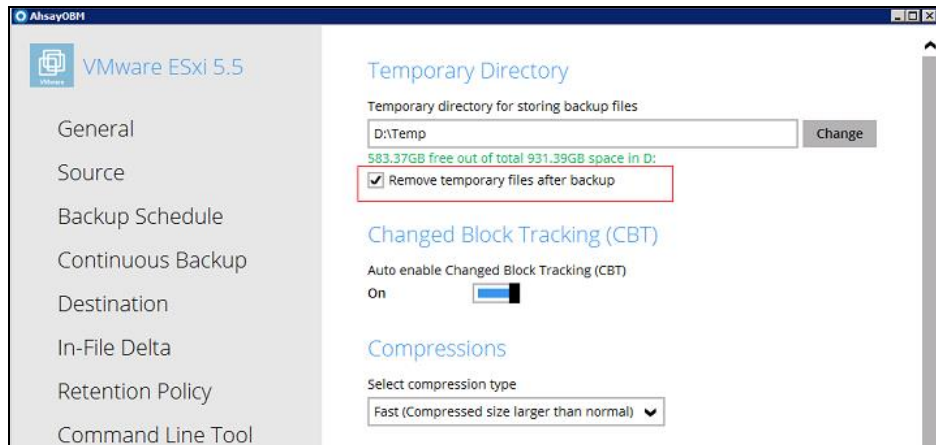 AhsayOBM
VMware ESxi 5.5
General
Source
Backup Schedule
Continuous Backup
Destination
In-File Delta
Retention Policy
Command Line Tool
Temporary Directory
Temporary directory for storing backup files
D:\Temp
Change
583.37GB free out of total 931.39GB space in D:
Remove temporary files after backup
Changed Block Tracking (CBT)
Auto enable Changed Block Tracking (CBT)
On
Compressions
Select compression type
Fast (Compressed size larger than normal)